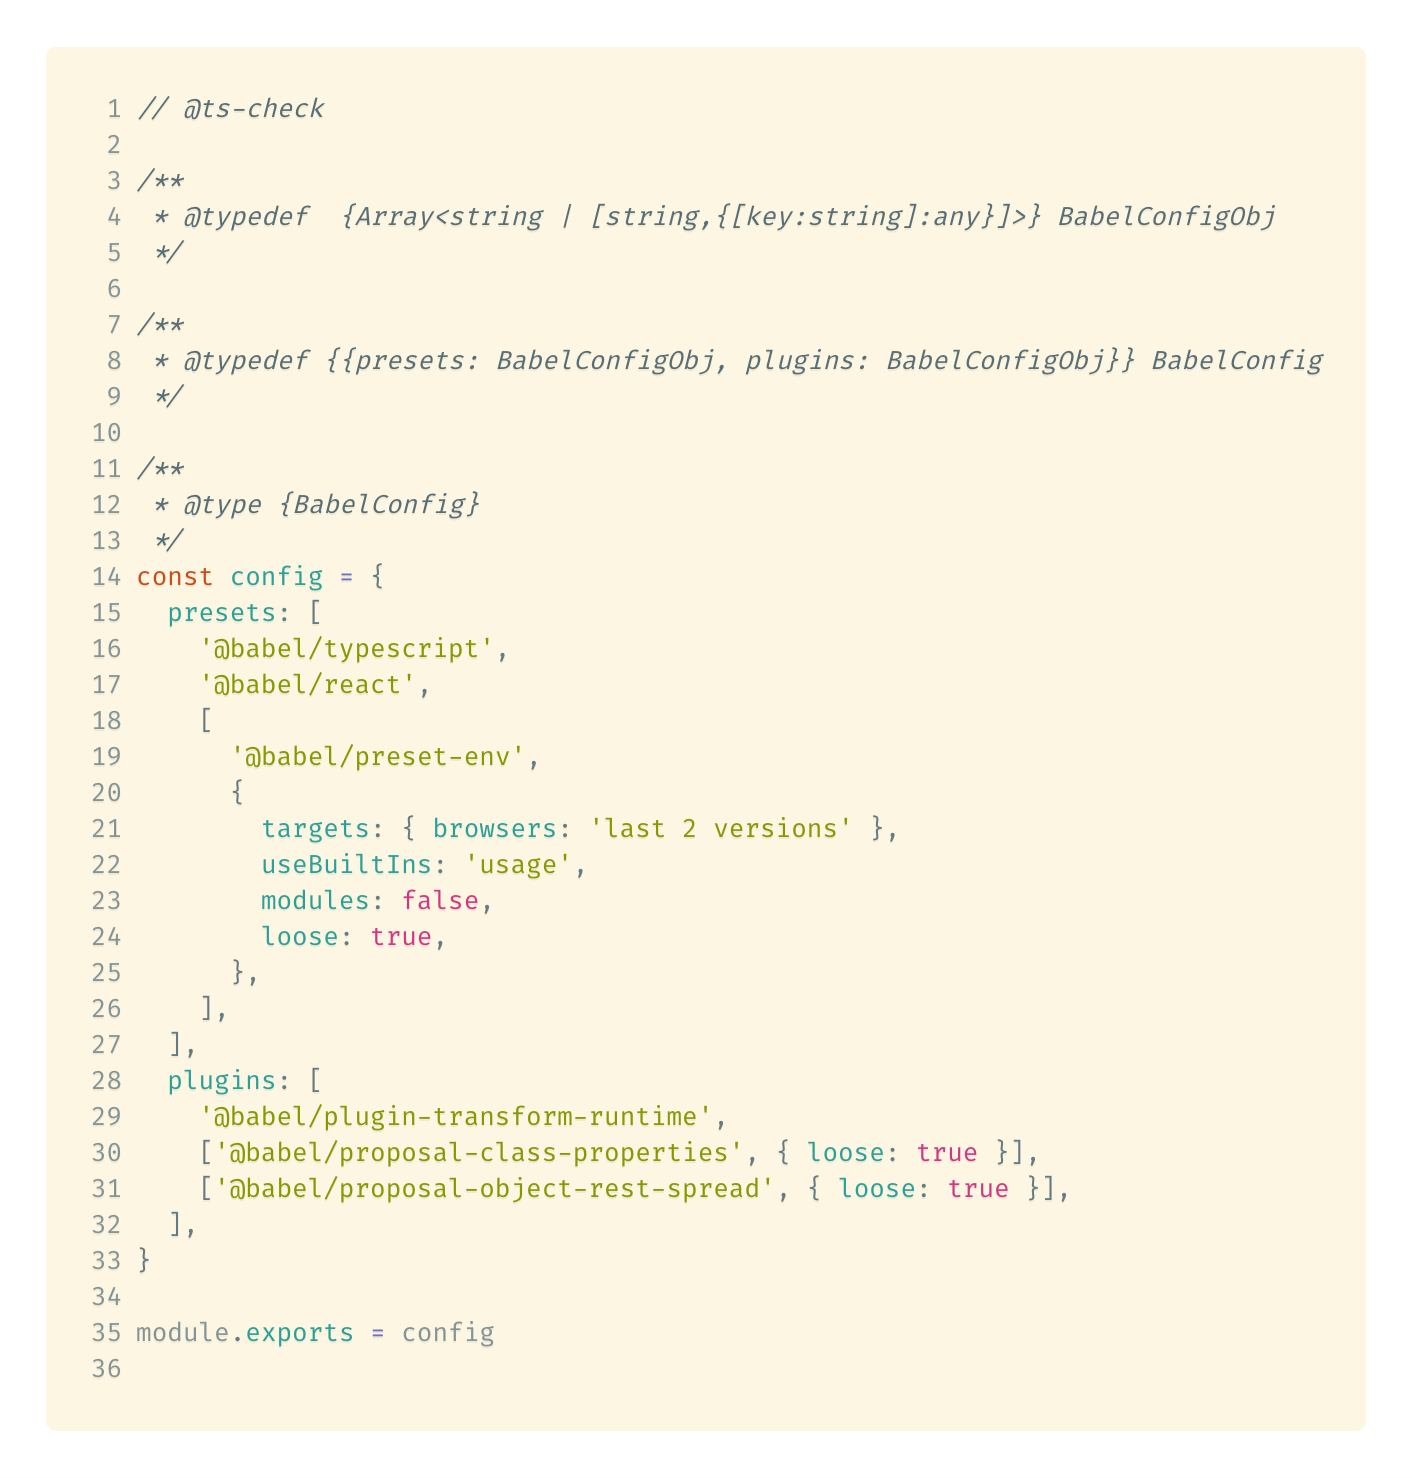 1 // @ts-check
2
3 /**
4  * @typedef  {Array<string | [string,{[key:string]:any}]>} BabelConfigObj
5  */
6
7 /**
8  * @typedef {{presets: BabelConfigObj, plugins: BabelConfigObj}} BabelConfig
9  */
10
11 /**
12  * @type {BabelConfig}
13  */
14 const config = {
15   presets: [
16     '@babel/typescript',
17     '@babel/react',
18     [
19       '@babel/preset-env',
20       {
21         targets: { browsers: 'last 2 versions' },
22         useBuiltIns: 'usage',
23         modules: false,
24         loose: true,
25       },
26     ],
27   ],
28   plugins: [
29     '@babel/plugin-transform-runtime',
30     ['@babel/proposal-class-properties', { loose: true }],
31     ['@babel/proposal-object-rest-spread', { loose: true }],
32   ],
33 }
34
35 module.exports = config
36